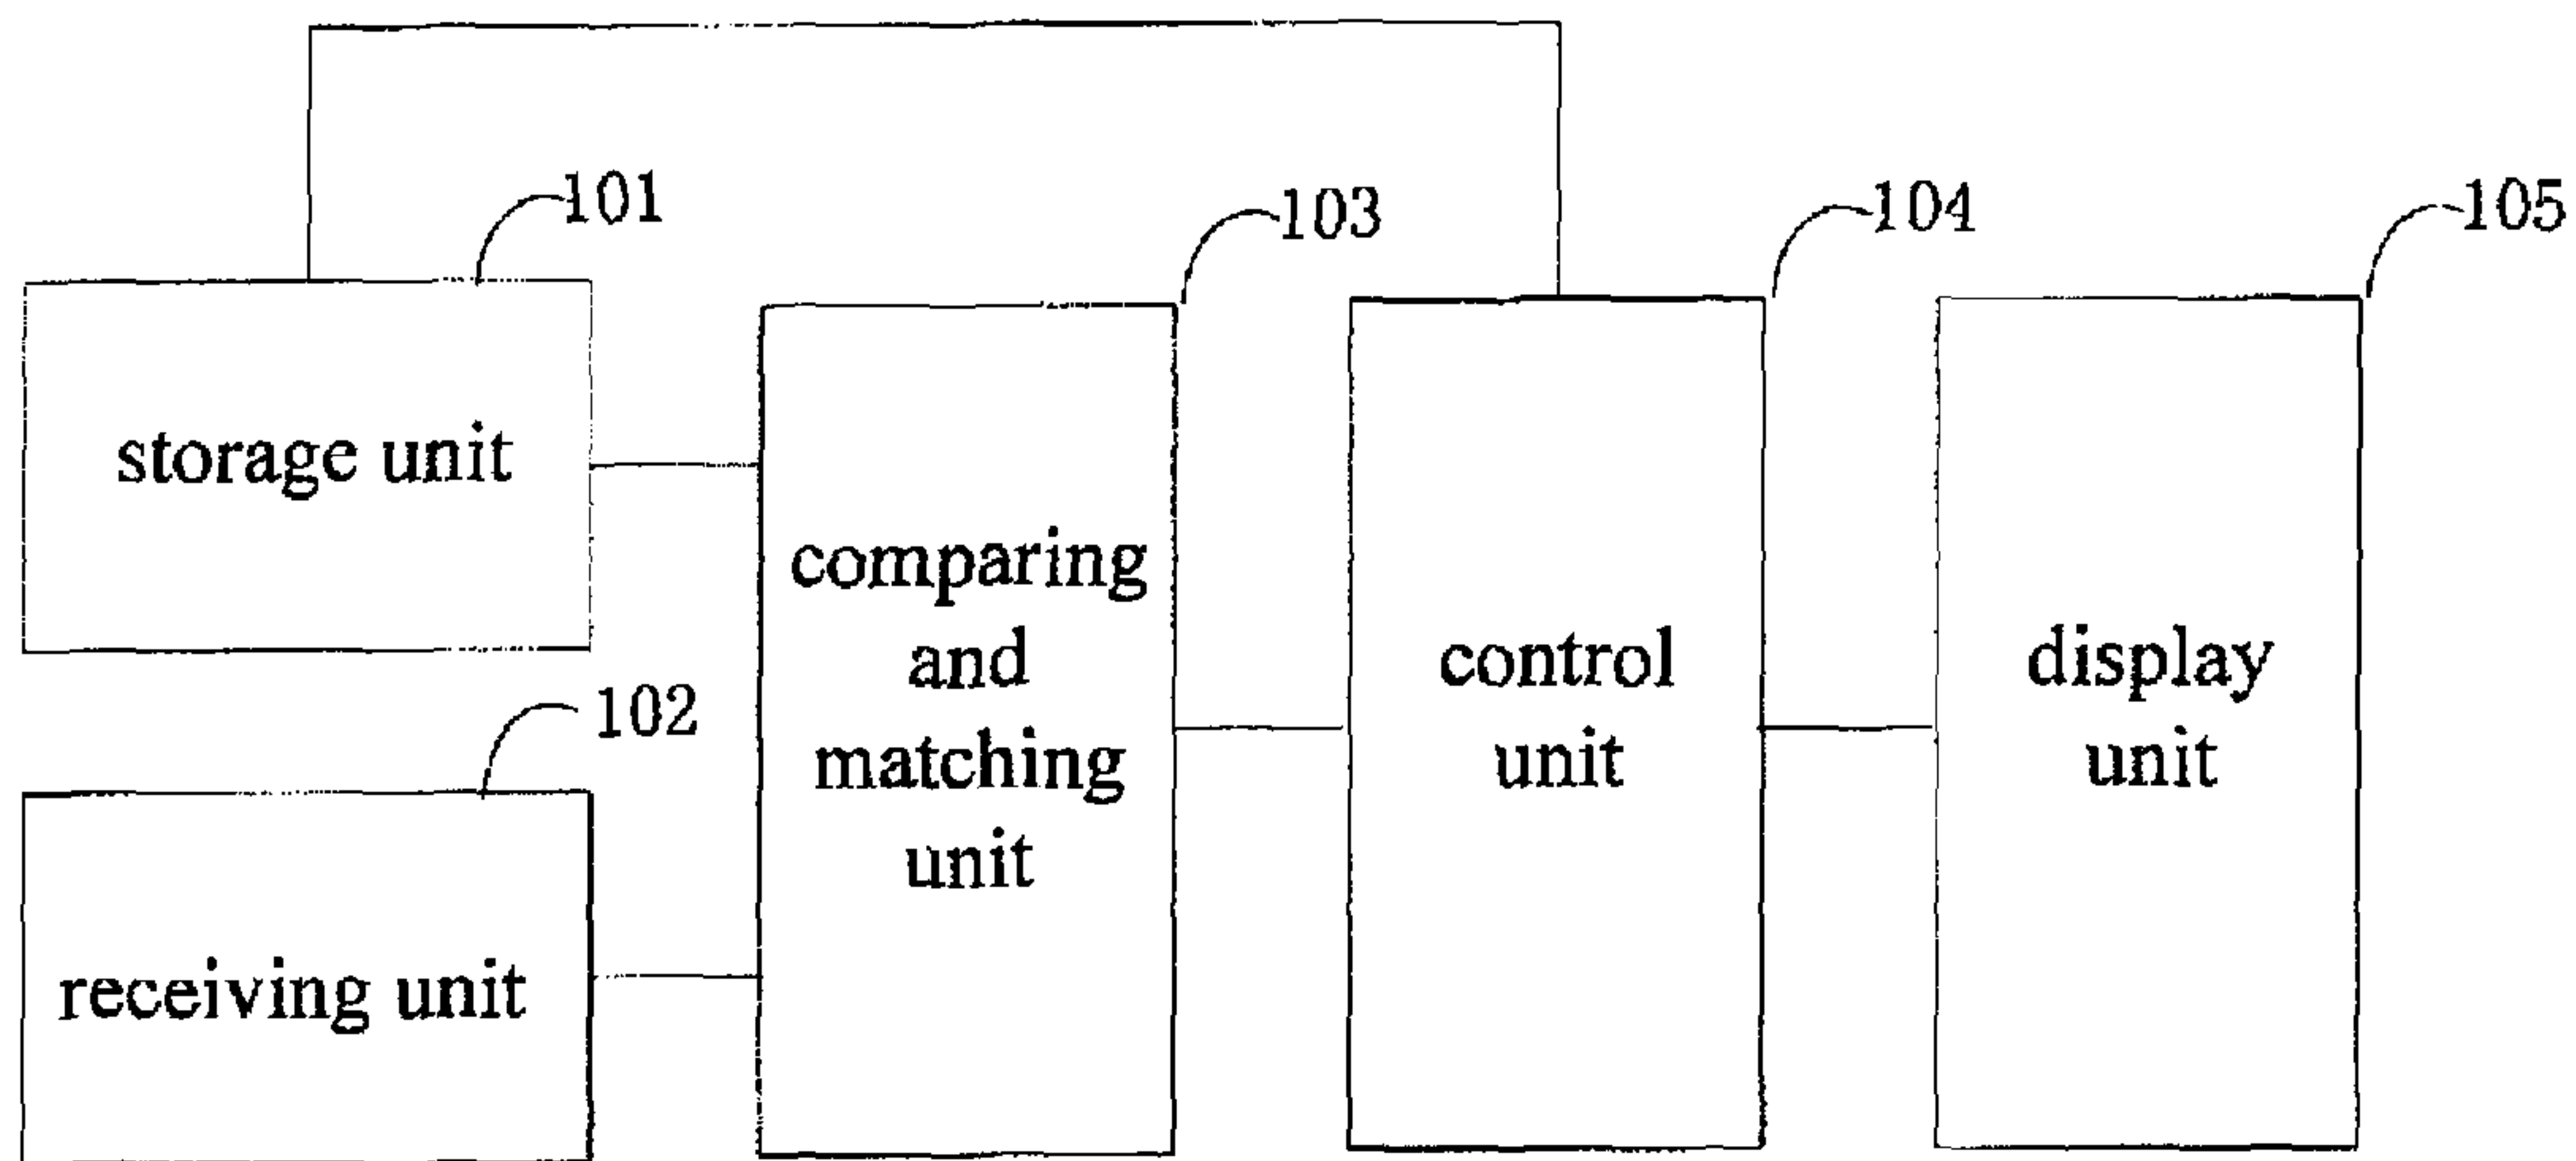 101
103
104
105
storage unit
comparing
and
matching
unit
control
unit
display
unit
102
receiving unit